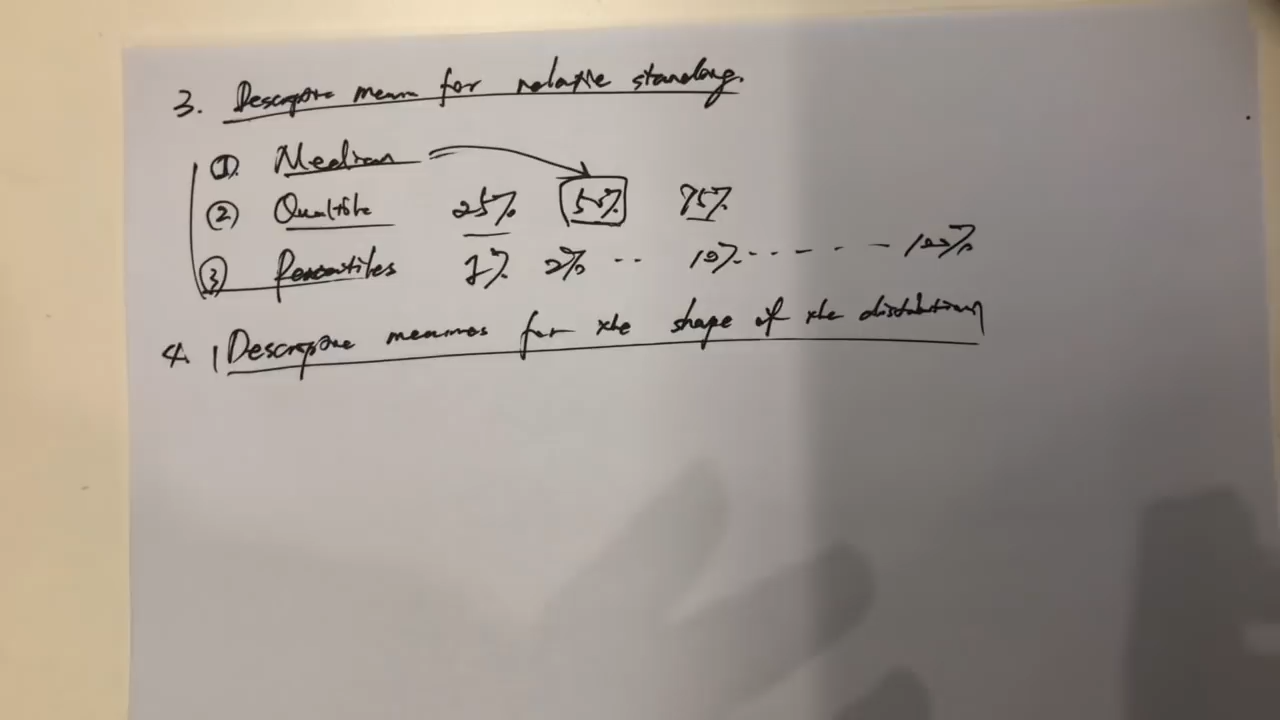 3. Descriptive measure for relative standing.
① Median
② Quartile 25% 50% 75%
③ Percentiles 1% 2% .. 10% ...... 100%
4. Descriptive measures for the shape of the distribution